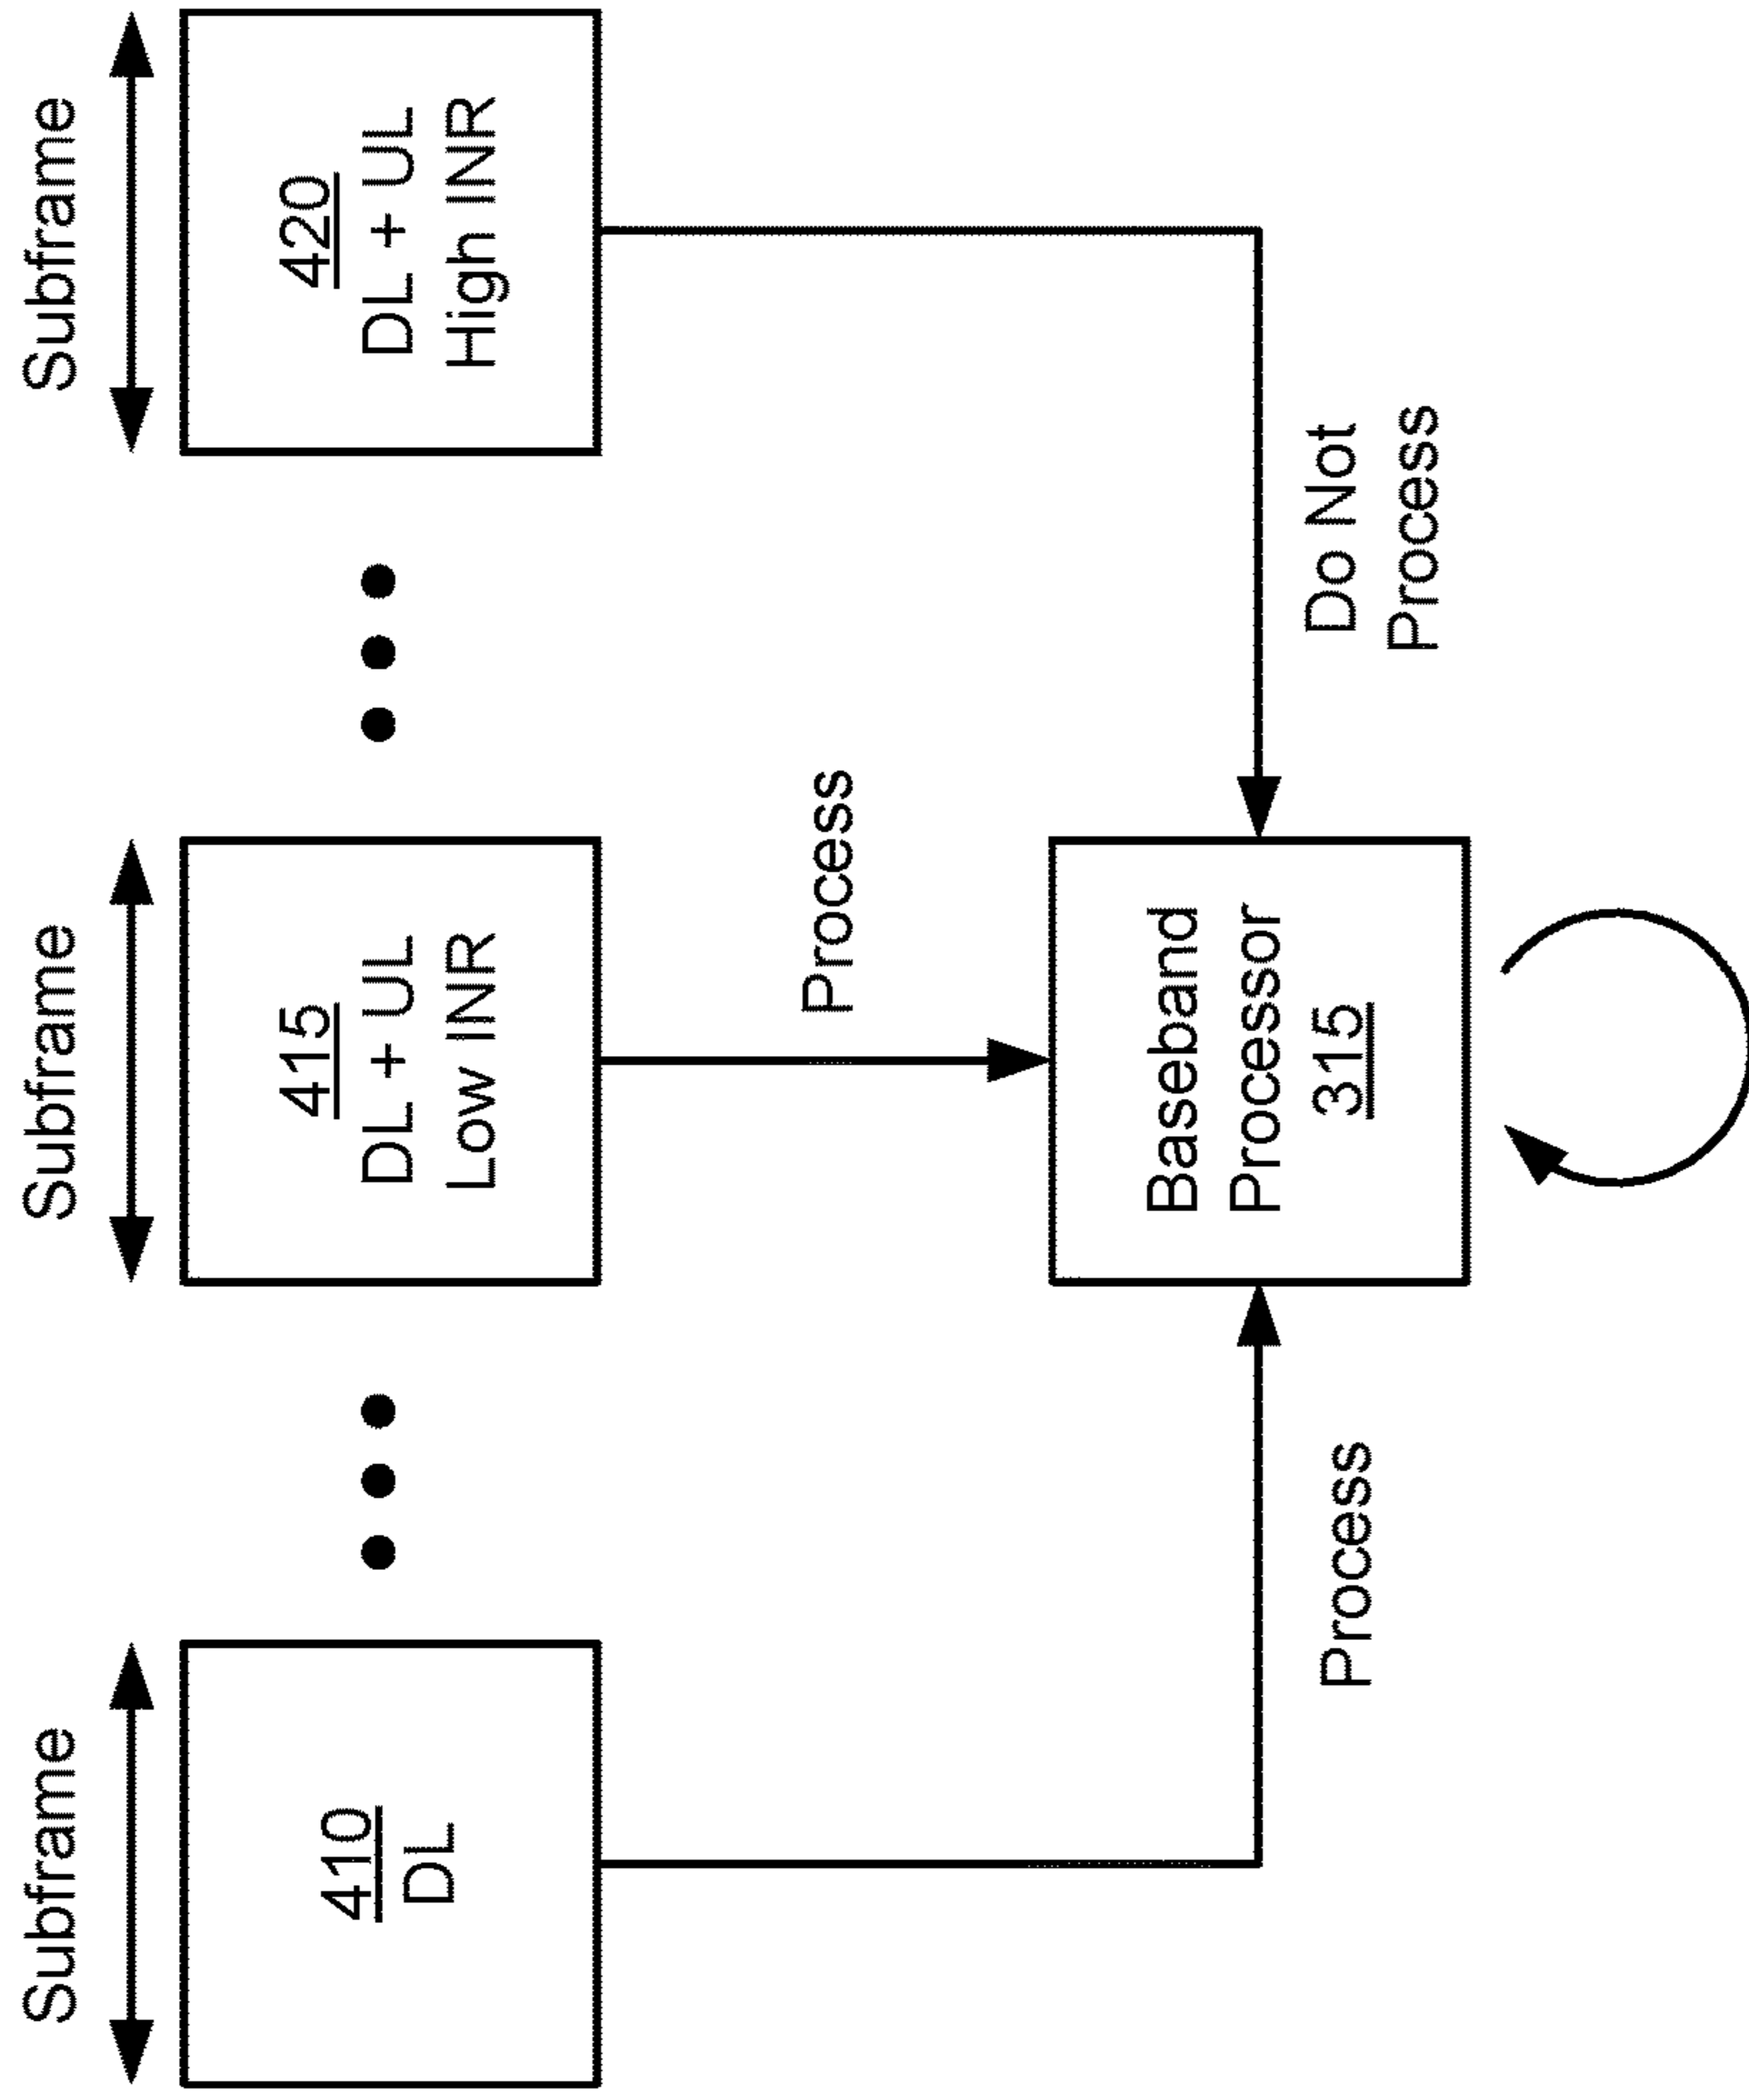 Subframe
Subframe
Subframe
410
DL
415
DL + UL
Low INR
420
DL + UL
High INR
Process
Process
Do Not
Process
Baseband
Processor
315